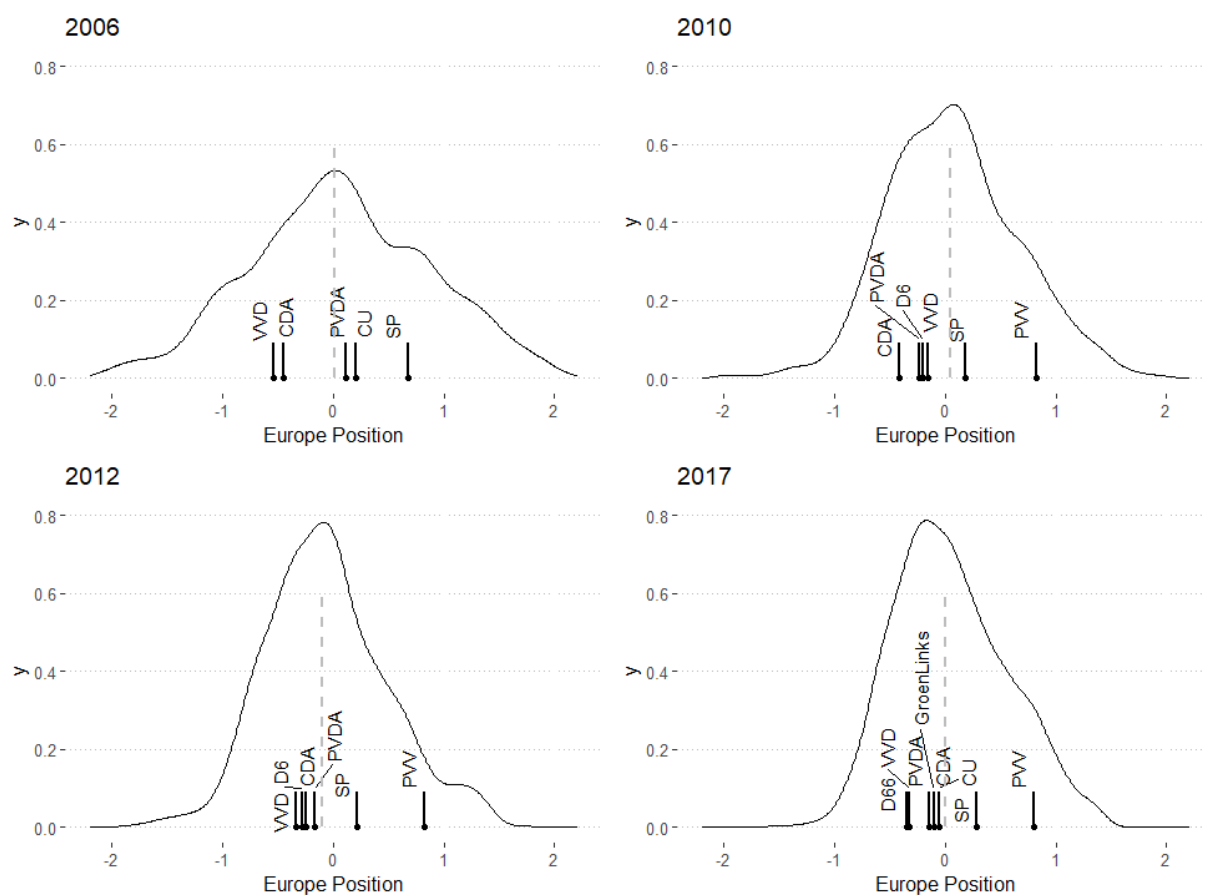 2006
0.8
0.6
0.4
0.2
0.0
y
VVD
CDA
PVDA
CU
SP
-2
-1
0
1
2
Europe Position
2010
0.8
0.6
0.4
0.2
0.0
y
CDA
PVDA
D6
VVD
SP
PVV
-2
-1
0
1
2
Europe Position
2012
0.8
0.6
0.4
0.2
0.0
y
VVD
D6
CDA
PVDA
SP
PVV
-2
-1
0
1
2
Europe Position
2017
0.8
0.6
0.4
0.2
0.0
y
D66
VVD
PVDA
GroenLinks
CDA
CU
SP
PVV
-2
-1
0
1
2
Europe Position